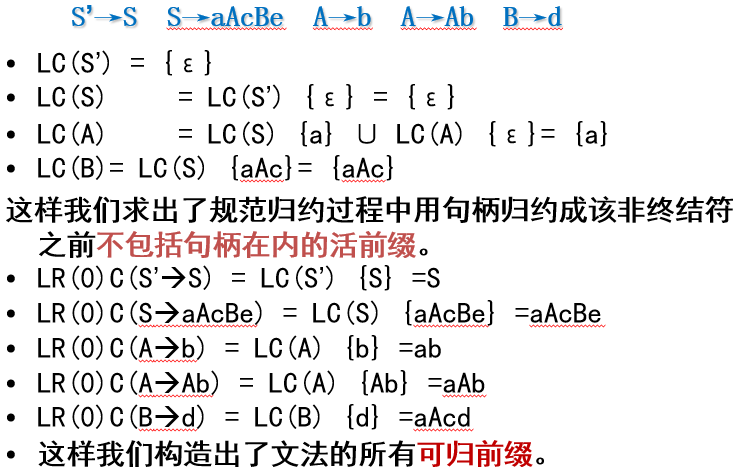 S’→S S→aAcBe A→b A→Ab B→d
• LC(S’) = {ε}
• LC(S) = LC(S’) {ε} = {ε}
• LC(A) = LC(S) {a} ∪ LC(A) {ε}= {a}
• LC(B)= LC(S) {aAc}= {aAc}
这样我们求出了规范归约过程中用句柄归约成该非终结符
之前不包括句柄在内的活前缀。
• LR(0)C(S’→S) = LC(S’) {S} =S
• LR(0)C(S→aAcBe) = LC(S) {aAcBe} =aAcBe
• LR(0)C(A→b) = LC(A) {b} =ab
• LR(0)C(A→Ab) = LC(A) {Ab} =aAb
• LR(0)C(B→d) = LC(B) {d} =aAcd
• 这样我们构造出了文法的所有可归前缀。